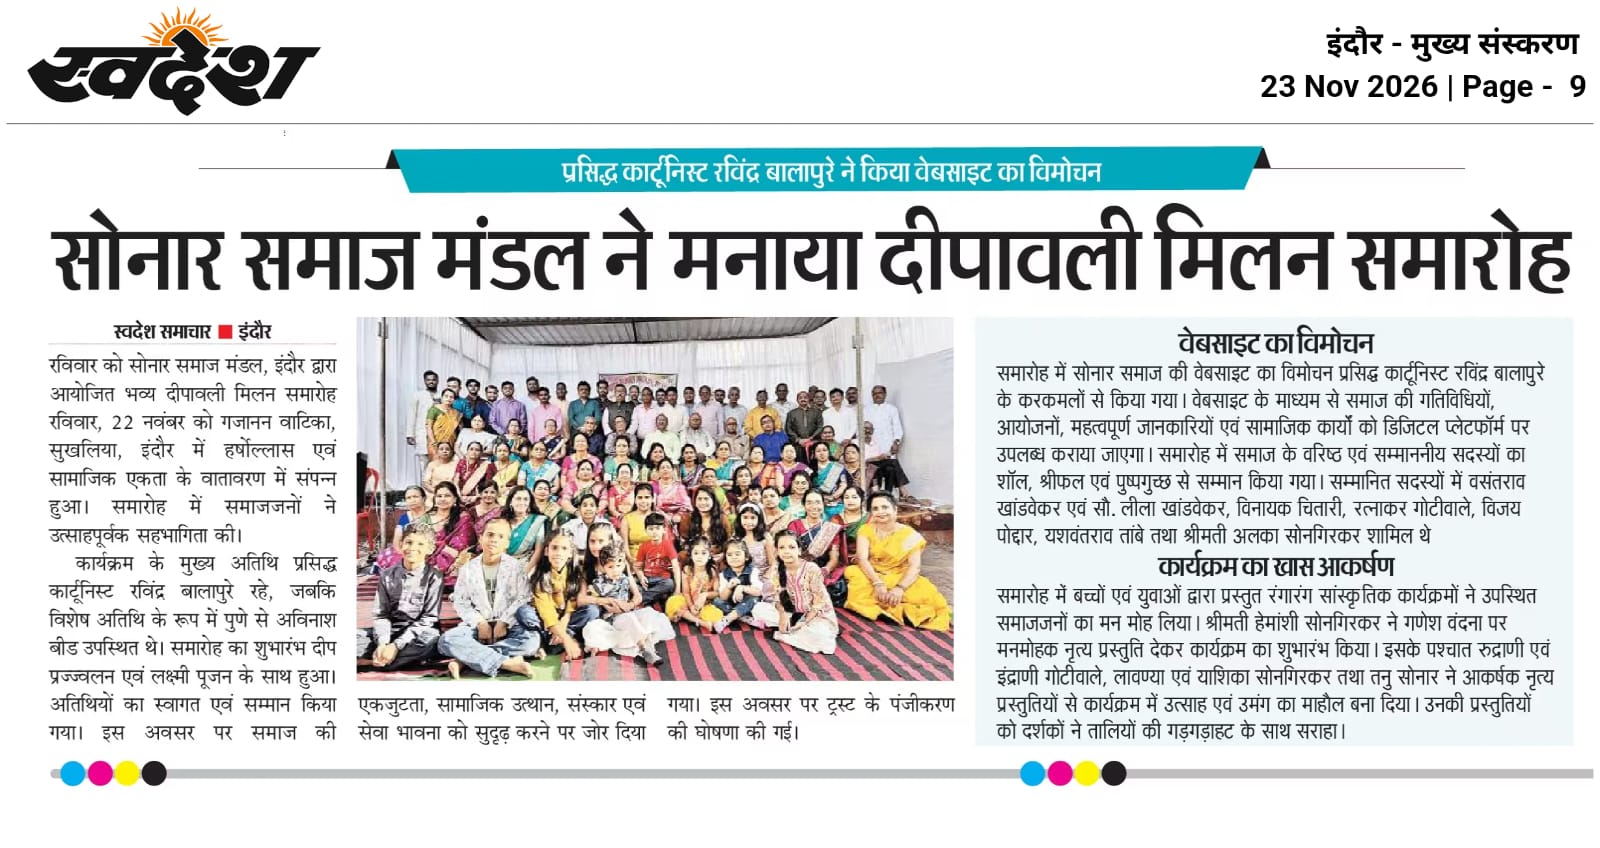 स्वदेश
इंदौर - मुख्य संस्करण
23 Nov 2026 | Page - 9
प्रसिद्ध कार्टूनिस्ट रविंद्र बालापुरे ने किया वेबसाइट का विमोचन
सोनार समाज मंडल ने मनाया दीपावली मिलन समारोह
स्वदेश समाचार ■ इंदौर
रविवार को सोनार समाज मंडल, इंदौर द्वारा
आयोजित भव्य दीपावली मिलन समारोह
रविवार, 22 नवंबर को गजानन वाटिका,
सुखलिया, इंदौर में हर्षोल्लास एवं
सामाजिक एकता के वातावरण में संपन्न
हुआ। समारोह में समाजजनों ने
उत्साहपूर्वक सहभागिता की।
कार्यक्रम के मुख्य अतिथि प्रसिद्ध
कार्टूनिस्ट रविंद्र बालापुरे रहे, जबकि
विशेष अतिथि के रूप में पुणे से अविनाश
बीड उपस्थित थे। समारोह का शुभारंभ दीप
प्रज्ज्वलन एवं लक्ष्मी पूजन के साथ हुआ।
अतिथियों का स्वागत एवं सम्मान किया
गया। इस अवसर पर समाज की
एकजुटता, सामाजिक उत्थान, संस्कार एवं
सेवा भावना को सुदृढ़ करने पर जोर दिया
गया। इस अवसर पर ट्रस्ट के पंजीकरण
की घोषणा की गई।
वेबसाइट का विमोचन
समारोह में सोनार समाज की वेबसाइट का विमोचन प्रसिद्ध कार्टूनिस्ट रविंद्र बालापुरे
के करकमलों से किया गया। वेबसाइट के माध्यम से समाज की गतिविधियों,
आयोजनों, महत्वपूर्ण जानकारियों एवं सामाजिक कार्यों को डिजिटल प्लेटफॉर्म पर
उपलब्ध कराया जाएगा। समारोह में समाज के वरिष्ठ एवं सम्माननीय सदस्यों का
शॉल, श्रीफल एवं पुष्पगुच्छ से सम्मान किया गया। सम्मानित सदस्यों में वसंतराव
खांडवेकर एवं सौ. लीला खांडवेकर, विनायक चितारी, रत्नाकर गोटीवाले, विजय
पोद्दार, यशवंतराव तांबे तथा श्रीमती अलका सोनगिरकर शामिल थे
कार्यक्रम का खास आकर्षण
समारोह में बच्चों एवं युवाओं द्वारा प्रस्तुत रंगारंग सांस्कृतिक कार्यक्रमों ने उपस्थित
समाजजनों का मन मोह लिया। श्रीमती हेमांशी सोनगिरकर ने गणेश वंदना पर
मनमोहक नृत्य प्रस्तुति देकर कार्यक्रम का शुभारंभ किया। इसके पश्चात रुद्राणी एवं
इंद्राणी गोटीवाले, लावण्या एवं याशिका सोनगिरकर तथा तनु सोनार ने आकर्षक नृत्य
प्रस्तुतियों से कार्यक्रम में उत्साह एवं उमंग का माहौल बना दिया। उनकी प्रस्तुतियों
को दर्शकों ने तालियों की गड़गड़ाहट के साथ सराहा।